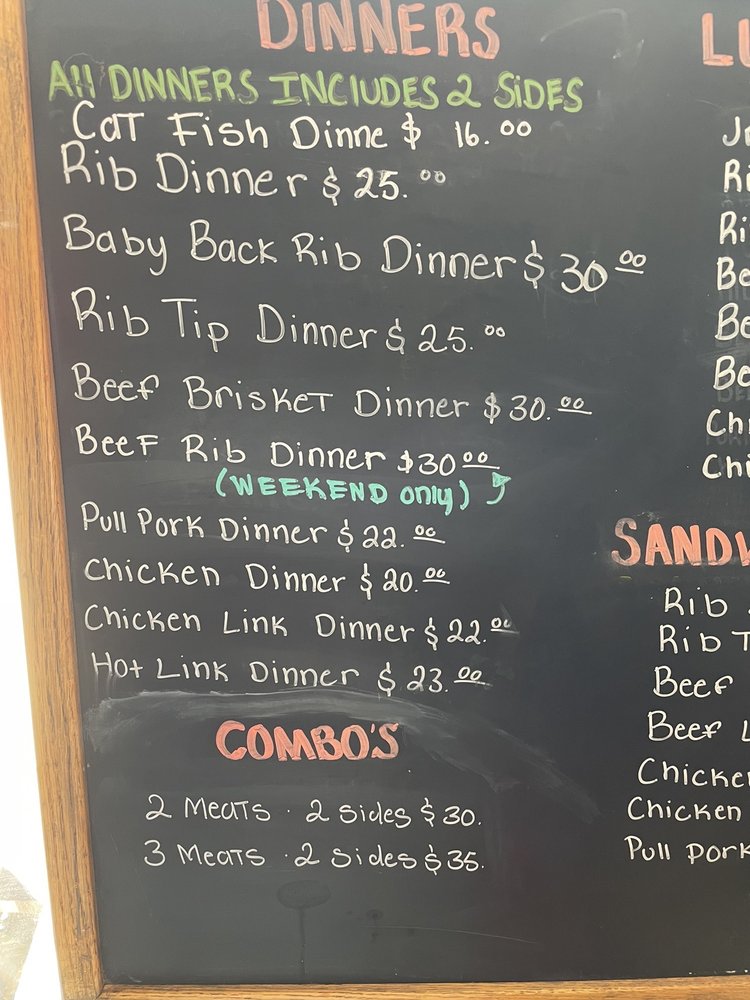 DINNERS
All DINNERS INCLUDES 2 SIDES
Cat Fish Dinne $ 16.00
Rib Dinner $ 25.00
Baby Back Rib Dinner $ 30 00
Rib Tip Dinner $ 25.00
Beef Brisket Dinner $ 30.00
Beef Rib Dinner $30 00
(WEEKEND only)
Pull Pork Dinner $ 22.00
Chicken Dinner $ 20.00
Chicken Link Dinner $ 22.00
Hot Link Dinner $ 23.00
COMBO'S
2 Meats · 2 Sides $ 30.
3 Meats · 2 Sides $ 35.
Rib
Rib T
Beef
Beef L
Chicken
Pull Pork